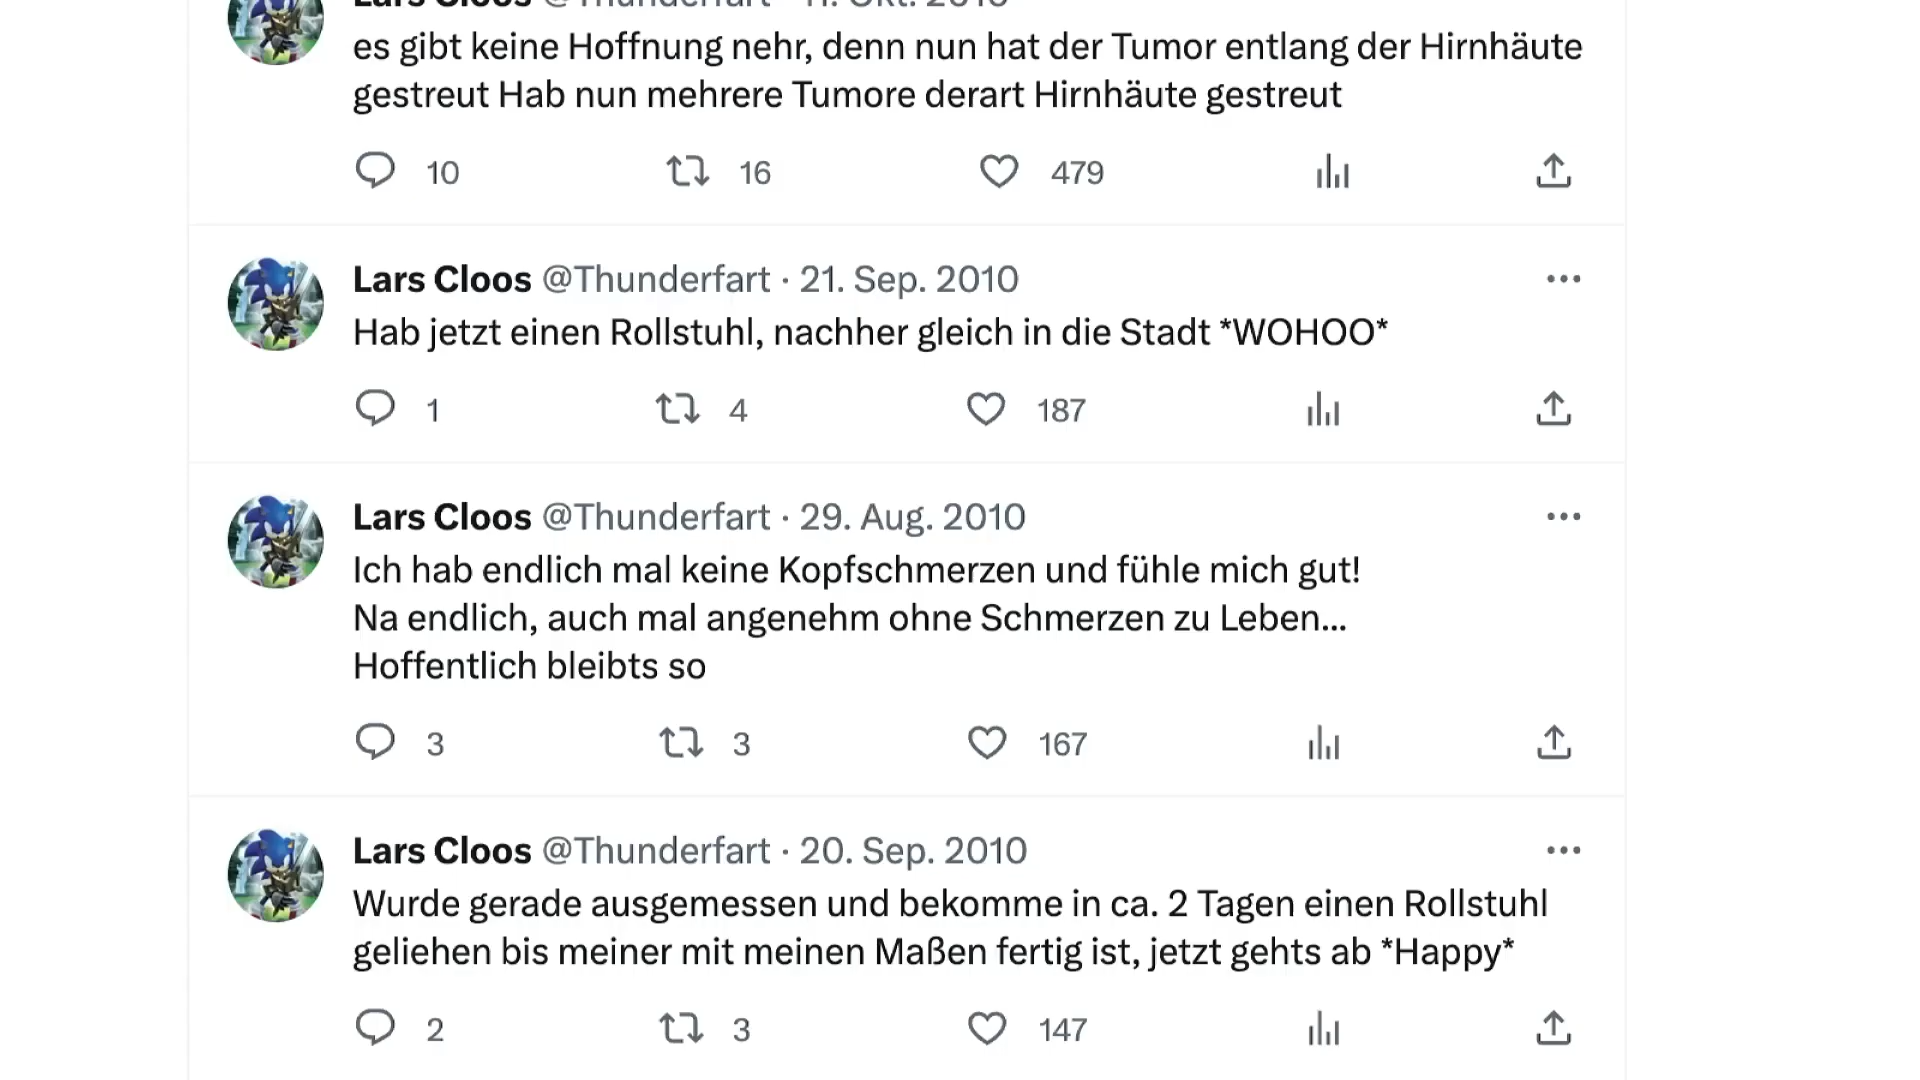 Lars Cloos @Thunderfart · 11. Okt. 2010
es gibt keine Hoffnung nehr, denn nun hat der Tumor entlang der Hirnhäute
gestreut Hab nun mehrere Tumore derart Hirnhäute gestreut
10 16 479
Lars Cloos @Thunderfart · 21. Sep. 2010
Hab jetzt einen Rollstuhl, nachher gleich in die Stadt *WOHOO*
1 4 187
Lars Cloos @Thunderfart · 29. Aug. 2010
Ich hab endlich mal keine Kopfschmerzen und fühle mich gut!
Na endlich, auch mal angenehm ohne Schmerzen zu Leben...
Hoffentlich bleibts so
3 3 167
Lars Cloos @Thunderfart · 20. Sep. 2010
Wurde gerade ausgemessen und bekomme in ca. 2 Tagen einen Rollstuhl
geliehen bis meiner mit meinen Maßen fertig ist, jetzt gehts ab *Happy*
2 3 147